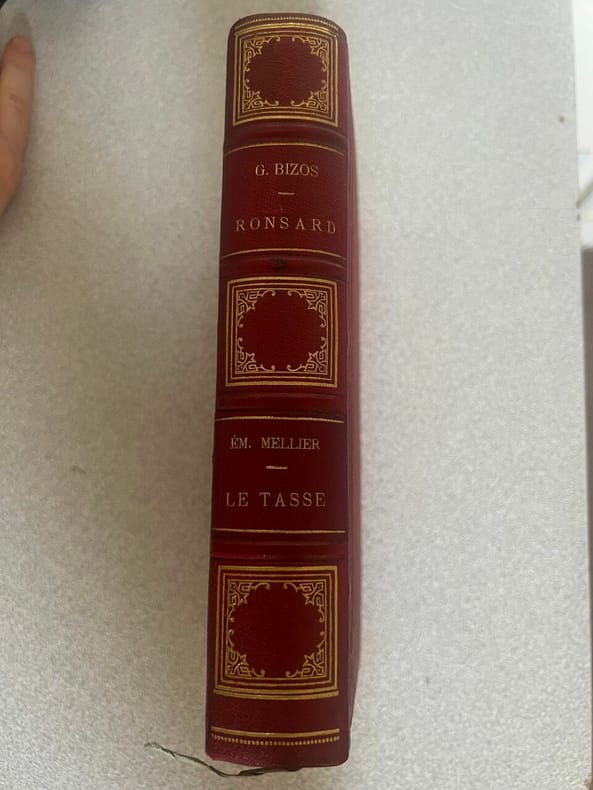 G. BIZOS
RONSARD
ÉM. MELLIER
LE TASSE